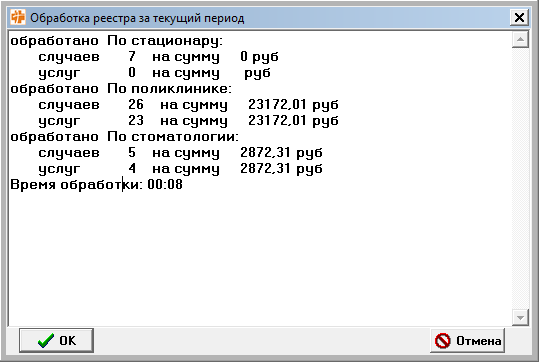 Обработка реестра за текущий период
обработано По стационару:
случаев 7 на сумму 0 руб
услуг 0 на сумму руб
обработано По поликлинике:
случаев 26 на сумму 23172,01 руб
услуг 23 на сумму 23172,01 руб
обработано По стоматологии:
случаев 5 на сумму 2872,31 руб
услуг 4 на сумму 2872,31 руб
Время обработки: 00:08
OK Отмена